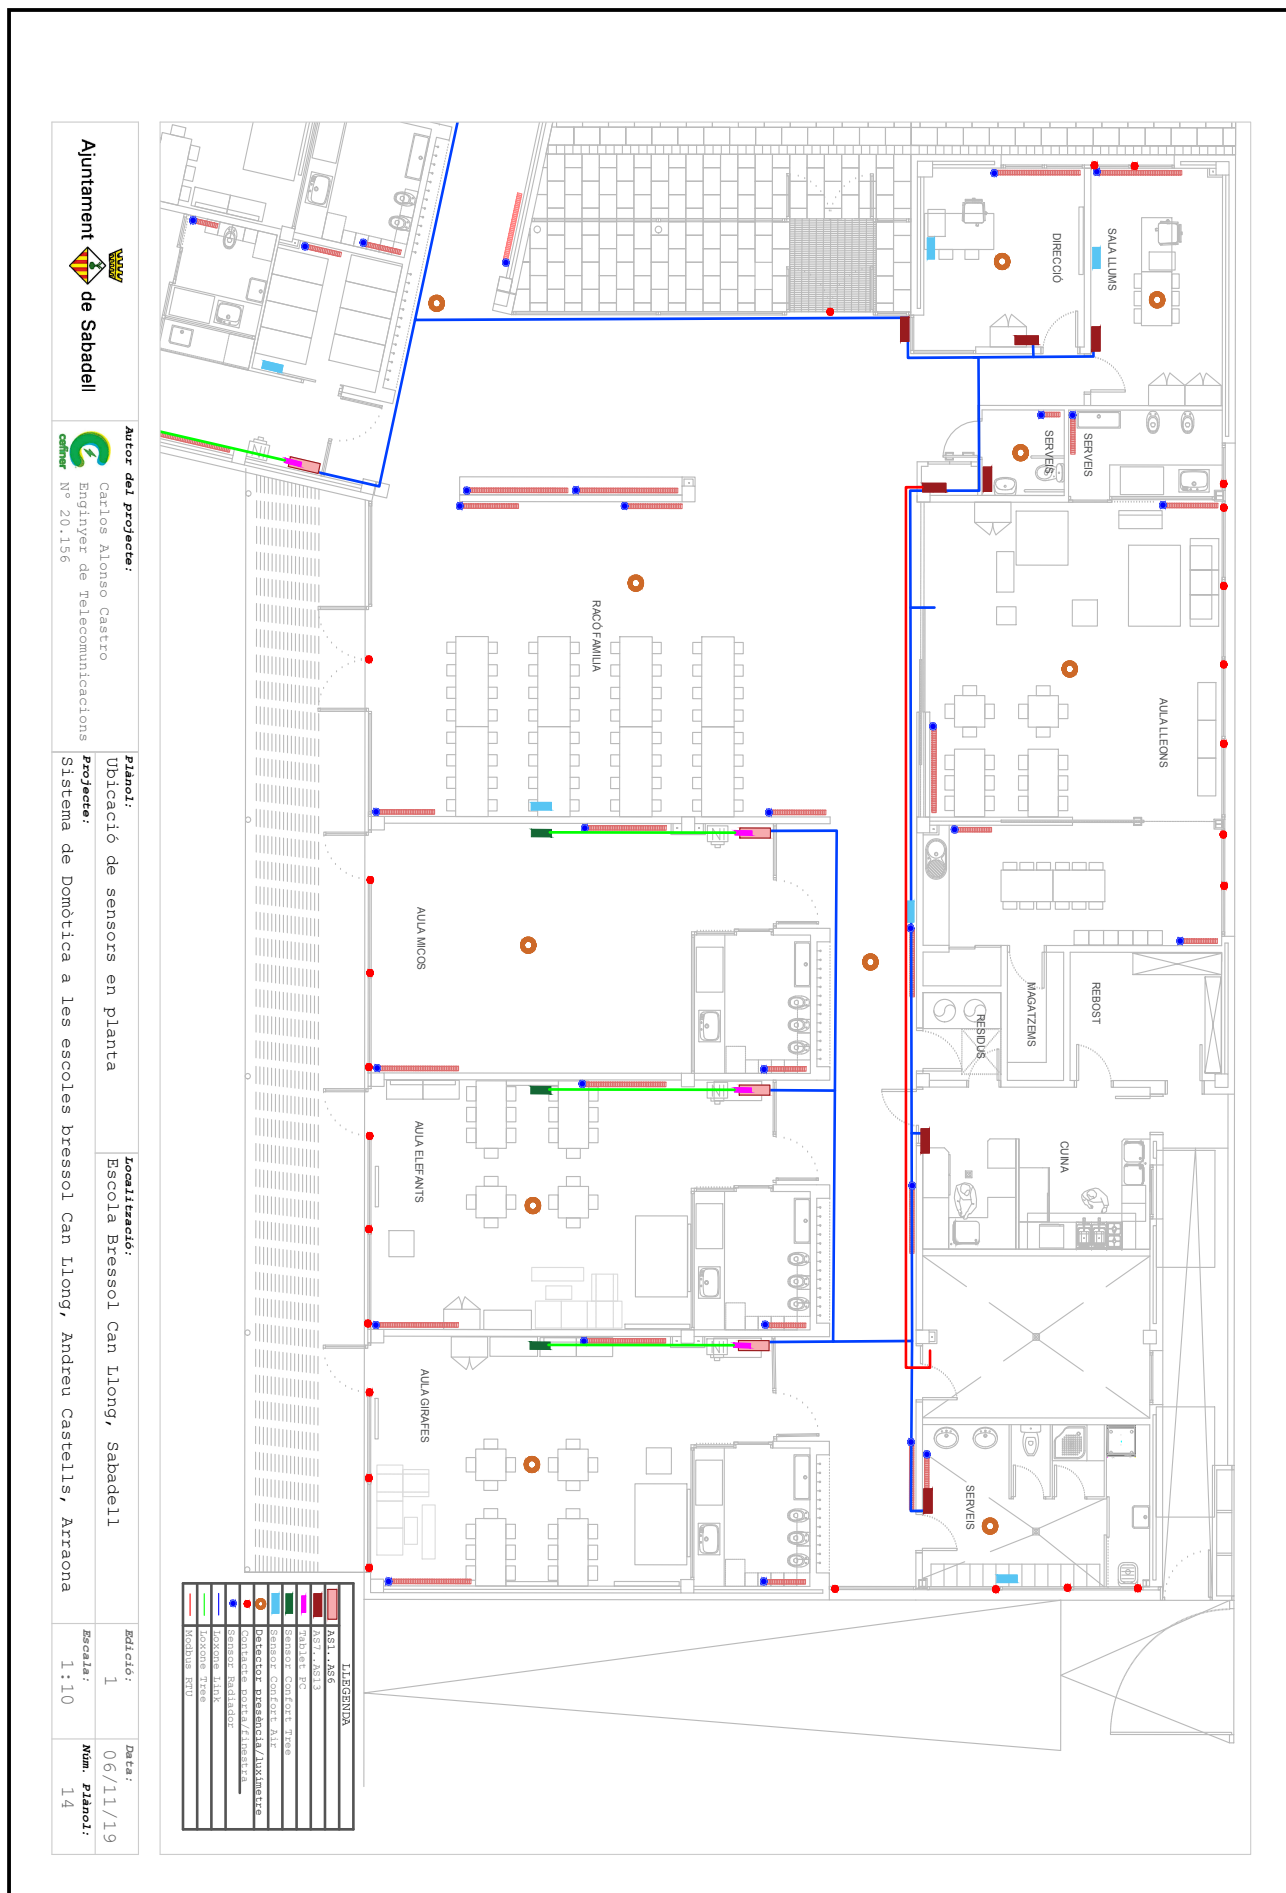 Ajuntament de Sabadell
cefiner
Autor del projecte:
Carlos Alonso Castro
Enginyer de Telecomunicacions
Nº 20.156
Plànol:
Ubicació de sensors en planta
Projecte:
Sistema de Domòtica a les escoles bressol Can Llong, Andreu Castells, Arraona
Localització:
Escola Bressol Can Llong, Sabadell
Edició:
1
Escala:
1:10
Data:
06/11/19
Núm. Plànol:
14
SALA LLUMS
DIRECCIÓ
SERVEIS
SERVEIS
RACÓ FAMILIA
AULA LLEONS
AULA MICOS
MAGATZEMS
REBOST
RESIDUS
AULA ELEFANTS
CUINA
AULA GIRAFES
SERVEIS
LLEGENDA
AS1..AS6
AS7..AS13
Tablet PC
Sensor Confort Tree
Sensor Confort Air
Detector presència/luxímetre
Contacte porta/finestra
Sensor Radiador
Loxone Link
Loxone Tree
Modbus RTU